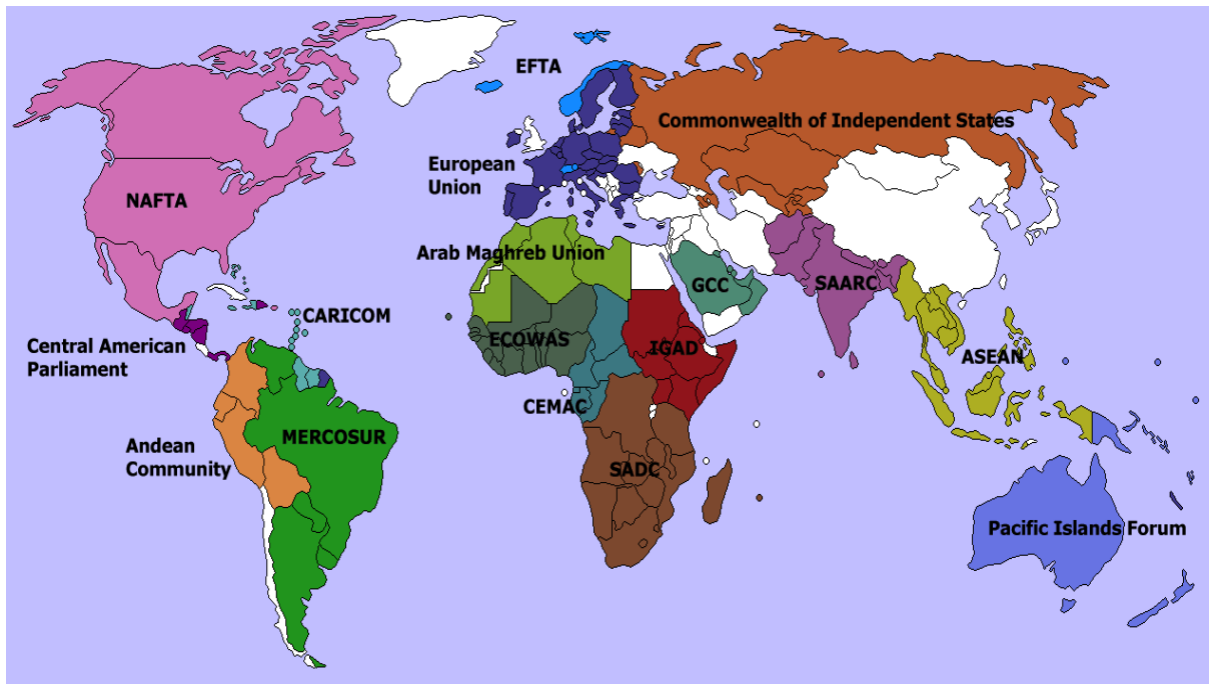 EFTA
Commonwealth of Independent States
European
Union
NAFTA
Arab Maghreb Union
GCC
SAARC
CARICOM
ECOWAS
IGAD
Central American
Parliament
ASEAN
CEMAC
MERCOSUR
Andean
Community
SADC
Pacific Islands Forum